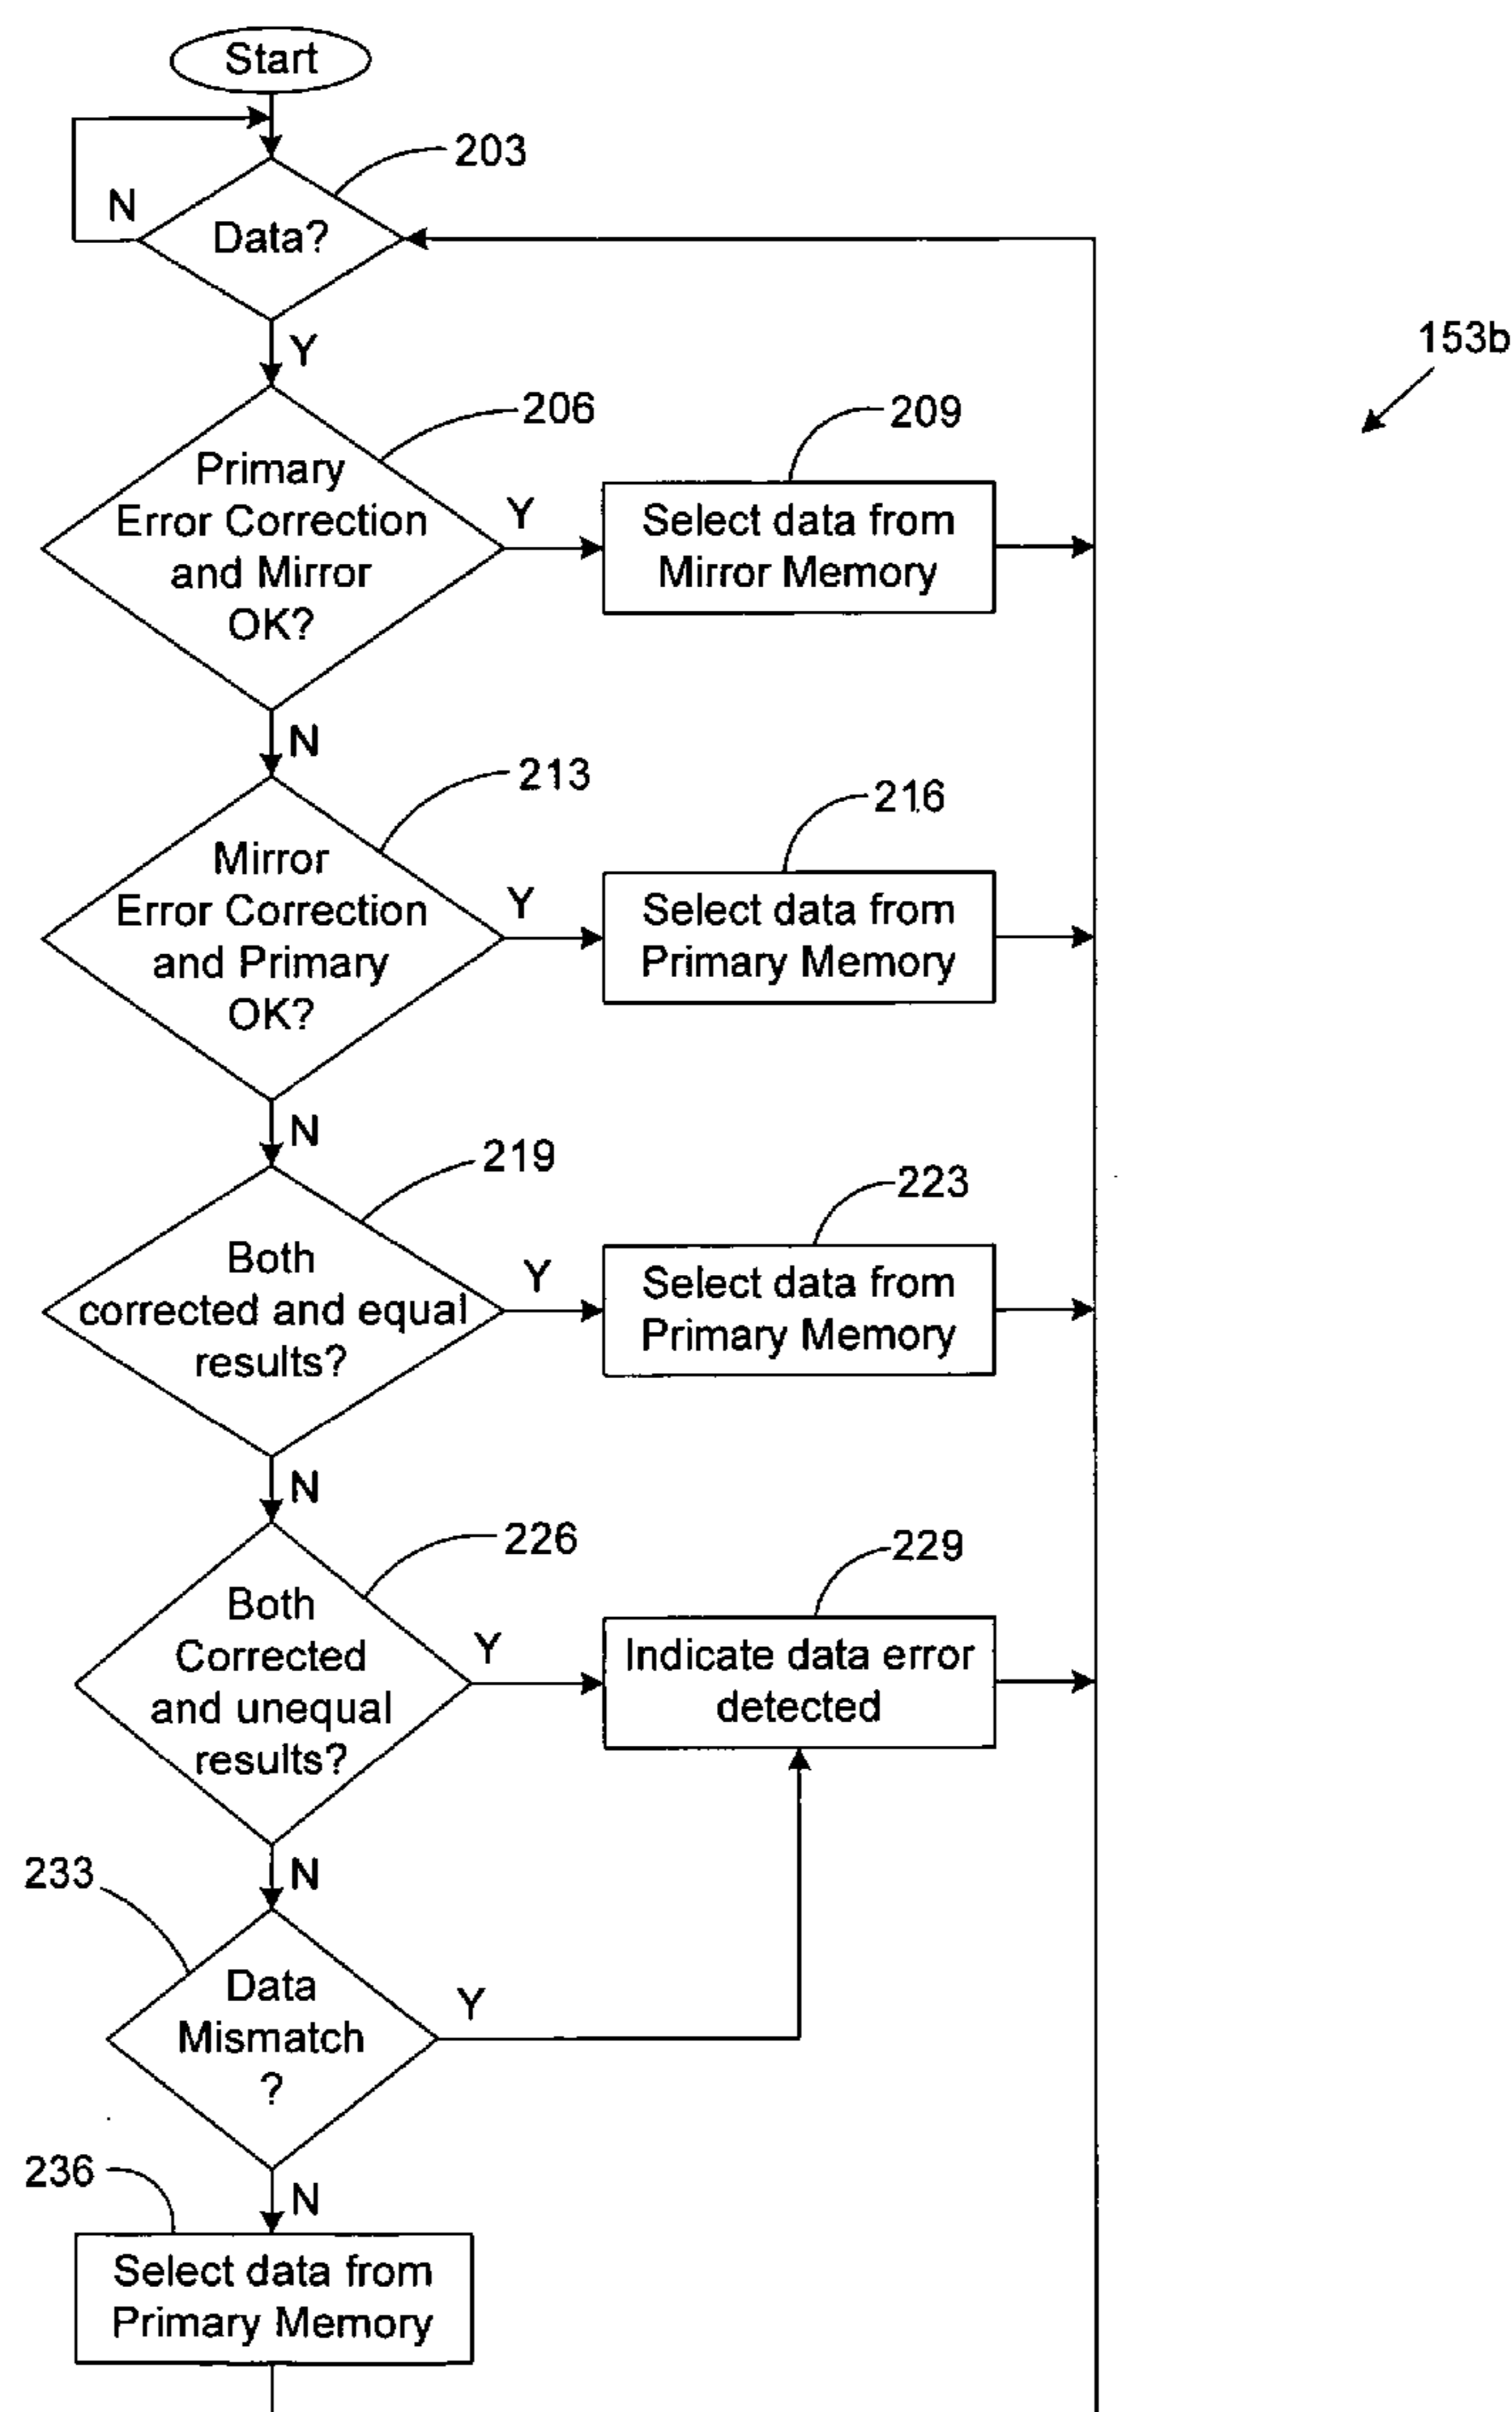 Start
203
N
Data?
Y
153b
206
209
Primary
Error Correction
and Mirror
OK?
Y
Select data from
Mirror Memory
N
213
216
Mirror
Error Correction
and Primary
OK?
Y
Select data from
Primary Memory
N
219
223
Both
corrected and equal
results?
Y
Select data from
Primary Memory
N
226
229
Both
Corrected
and unequal
results?
Y
Indicate data error
detected
N
233
Data
Mismatch
?
Y
236
N
Select data from
Primary Memory